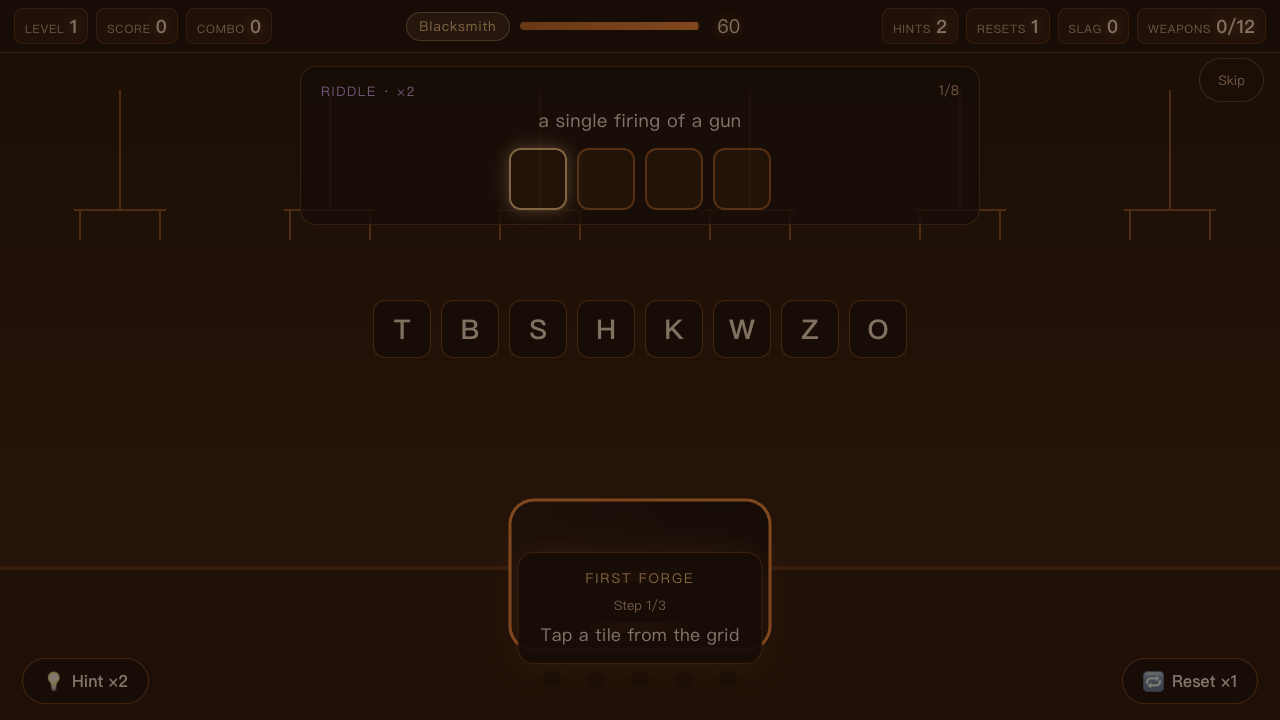 LEVEL 1 SCORE 0 COMBO 0 Blacksmith 60 HINTS 2 RESETS 1 SLAG 0 WEAPONS 0/12
Skip
RIDDLE · ×2 1/8
a single firing of a gun
T B S H K W Z O
FIRST FORGE
Step 1/3
Tap a tile from the grid
Hint ×2 Reset ×1